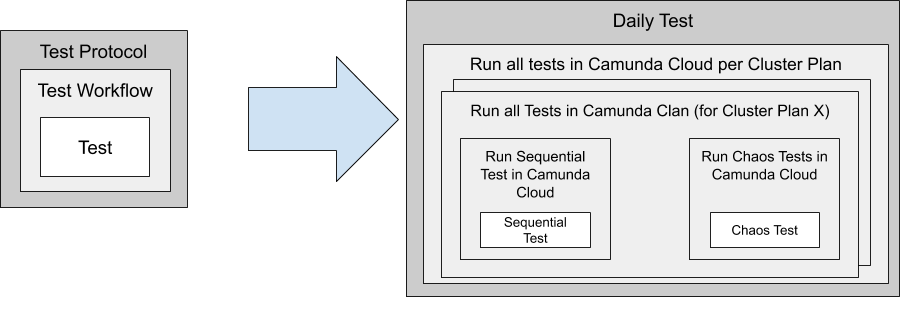 Test Protocol
Test Workflow
Test
Daily Test
Run all tests in Camunda Cloud per Cluster Plan
Run all Tests in Camunda Clan (for Cluster Plan X)
Run Sequential
Test in Camunda
Cloud
Sequential
Test
Run Chaos Tests in
Camunda Cloud
Chaos Test